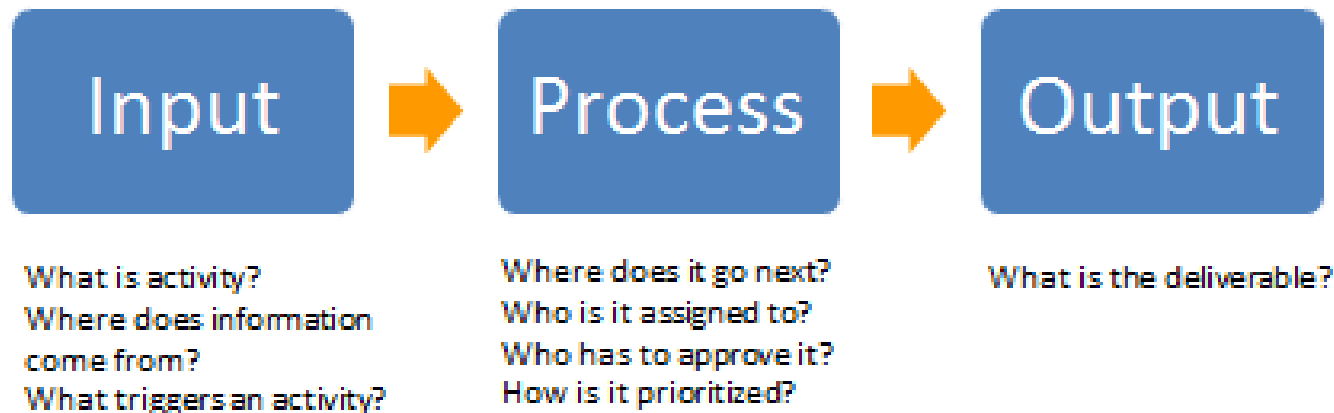 Input
Process
Output
What is activity?
Where does information
come from?
What triggers an activity?
Where does it go next?
Who is it assigned to?
Who has to approve it?
How is it prioritized?
What is the deliverable?